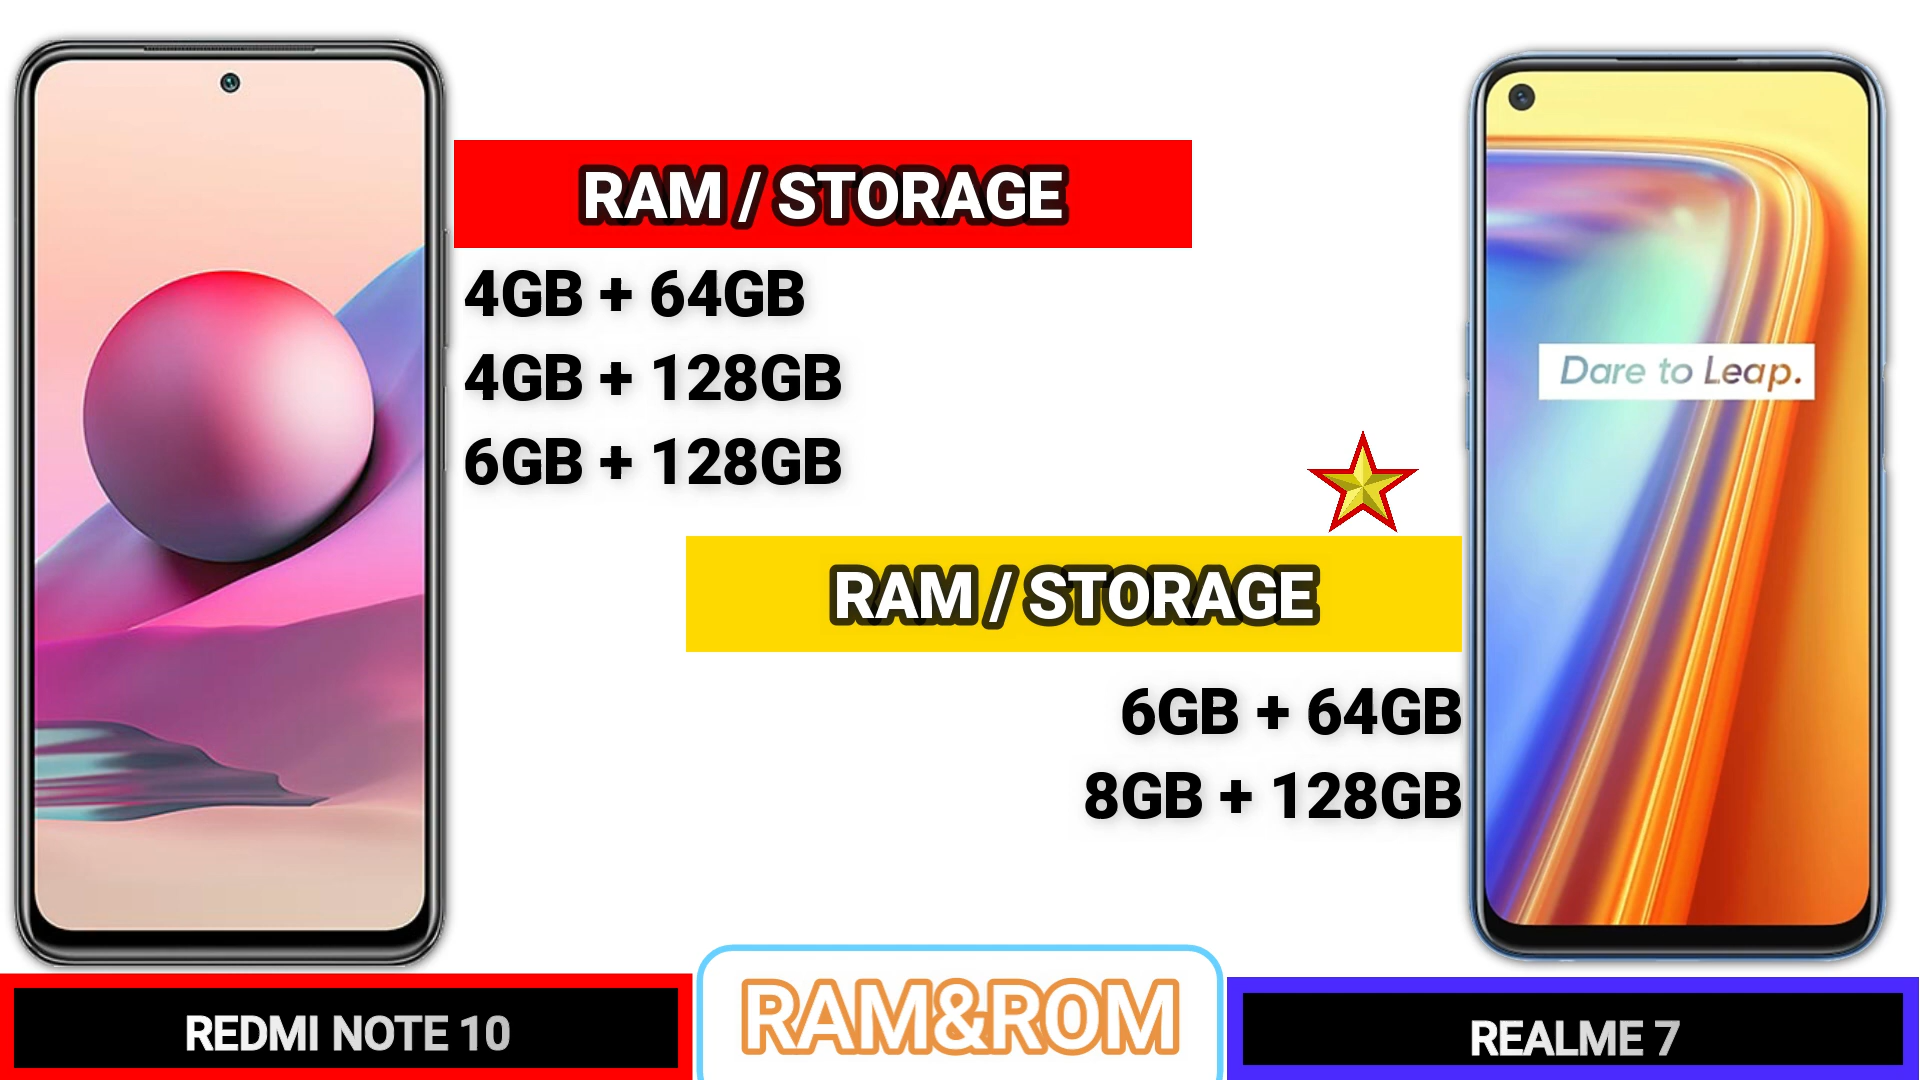 RAM / STORAGE
4GB + 64GB
4GB + 128GB
6GB + 128GB
Dare to Leap.
RAM / STORAGE
6GB + 64GB
8GB + 128GB
REDMI NOTE 10
RAM&ROM
REALME 7